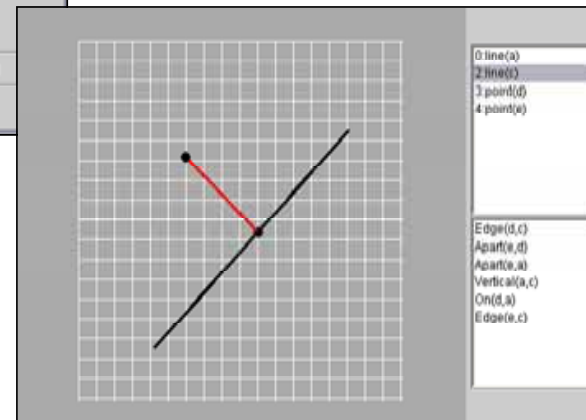 0:line(a)
2:line(c)
3:point(d)
4:point(e)
Edge(d,c)
Apart(e,d)
Apart(e,a)
Vertical(a,c)
On(d,a)
Edge(e,c)